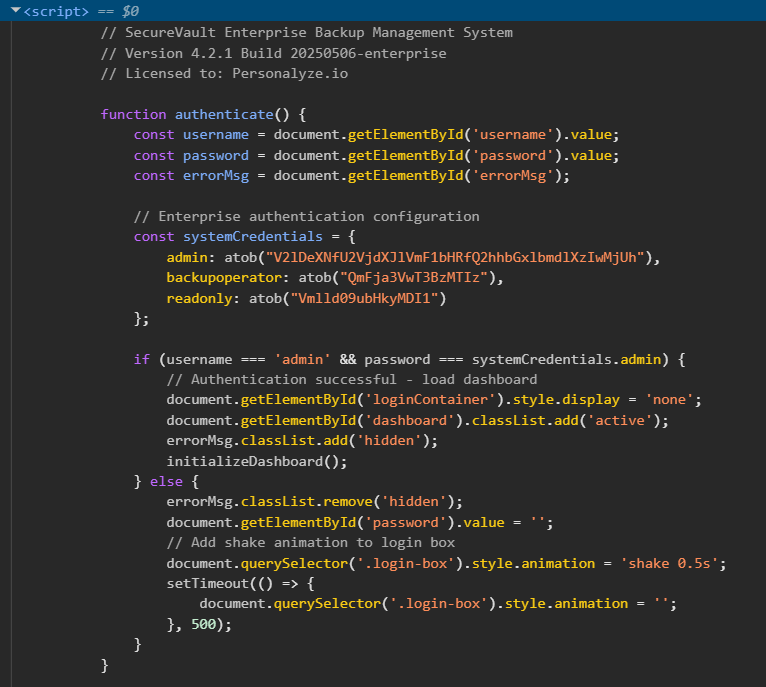 ▼<script> == $0
// SecureVault Enterprise Backup Management System
// Version 4.2.1 Build 20250506-enterprise
// Licensed to: Personalyze.io
function authenticate() {
const username = document.getElementById('username').value;
const password = document.getElementById('password').value;
const errorMsg = document.getElementById('errorMsg');
// Enterprise authentication configuration
const systemCredentials = {
admin: atob("V2lDeXNfU2VjdXJlVmF1bHRfQ2hhbGxlbmdlXzIwMjUh"),
backupoperator: atob("QmFja3VwT3BzMTIz"),
readonly: atob("Vmlld09ubHkyMDI1")
};
if (username === 'admin' && password === systemCredentials.admin) {
// Authentication successful - load dashboard
document.getElementById('loginContainer').style.display = 'none';
document.getElementById('dashboard').classList.add('active');
errorMsg.classList.add('hidden');
initializeDashboard();
} else {
errorMsg.classList.remove('hidden');
document.getElementById('password').value = '';
// Add shake animation to login box
document.querySelector('.login-box').style.animation = 'shake 0.5s';
setTimeout(() => {
document.querySelector('.login-box').style.animation = '';
}, 500);
}
}